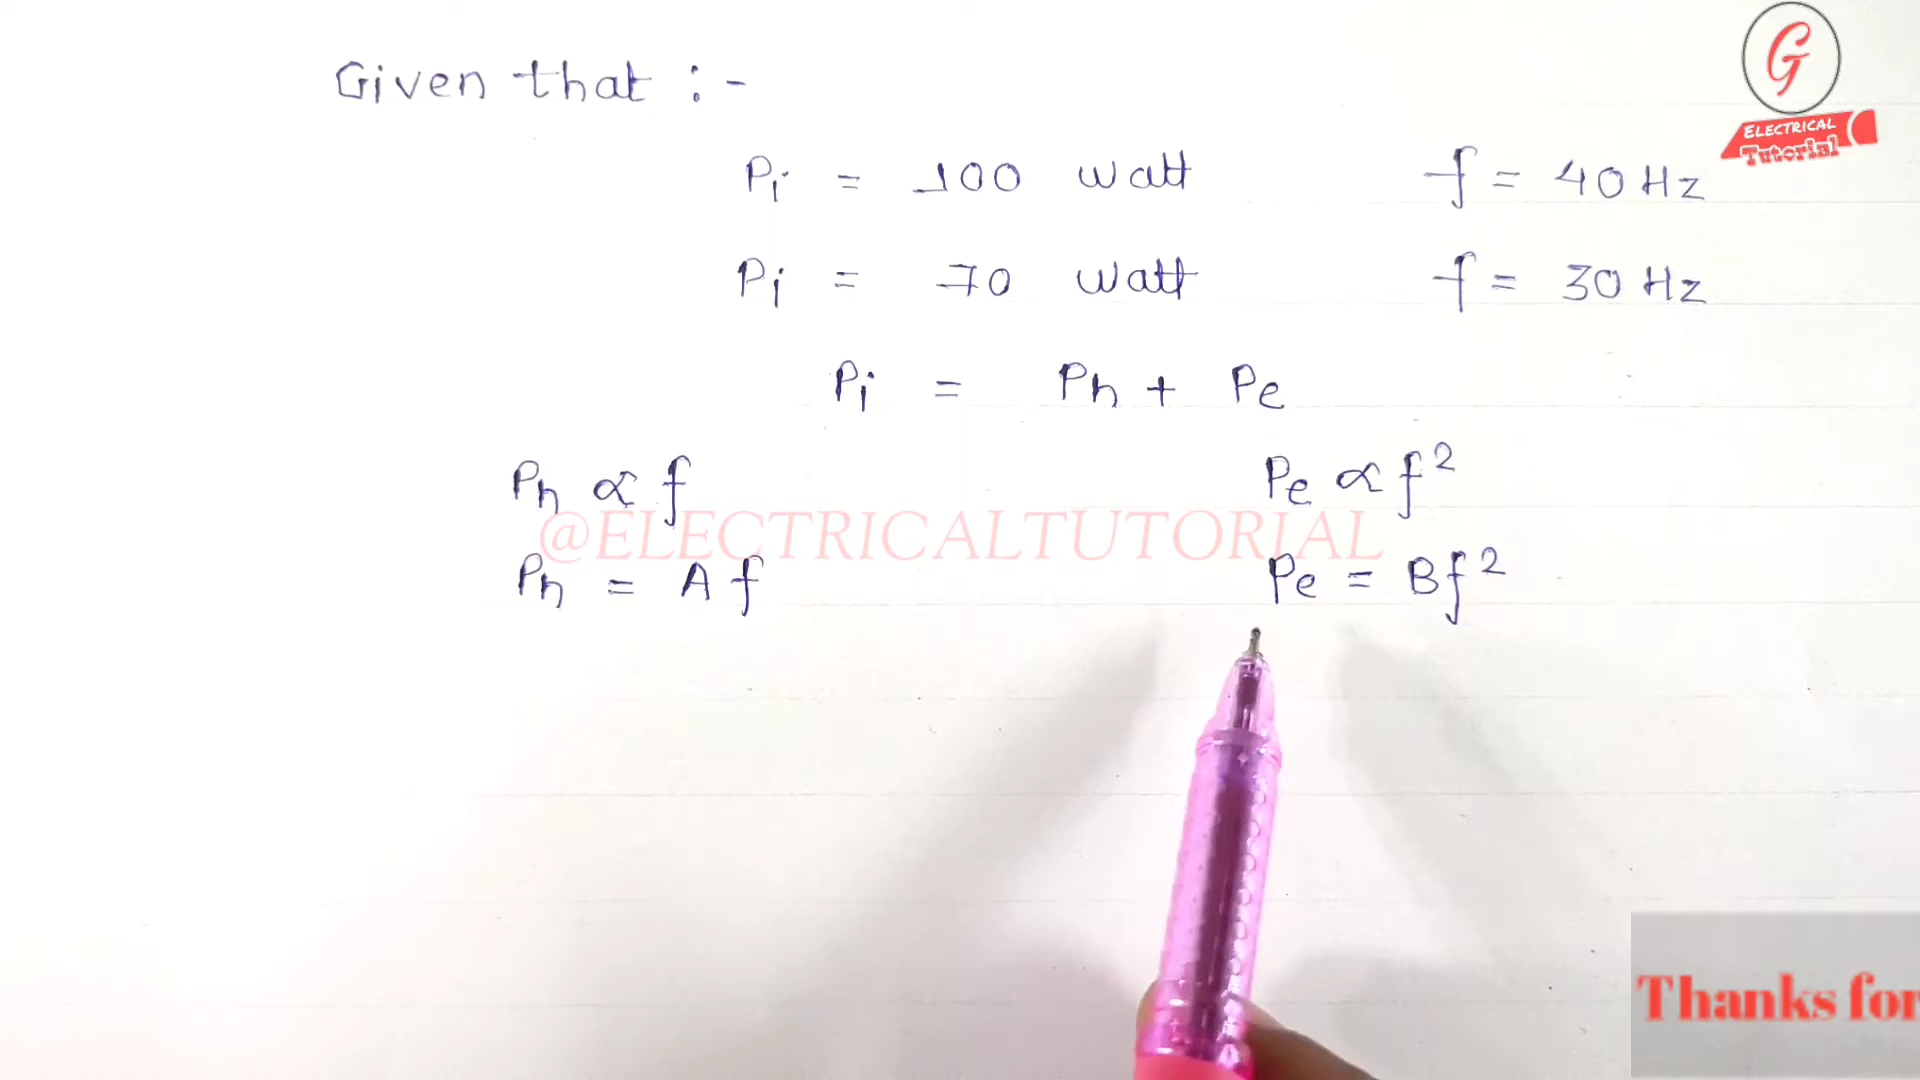 Given that :-
G
ELECTRICAL
Tutorial
Pi = 100 watt f = 40 Hz
Pi = 70 watt f = 30 Hz
Pi = Ph + Pe
Ph ∝ f Pe ∝ f²
@ELECTRICALTUTORIAL
Ph = A f Pe = Bf²
Thanks for